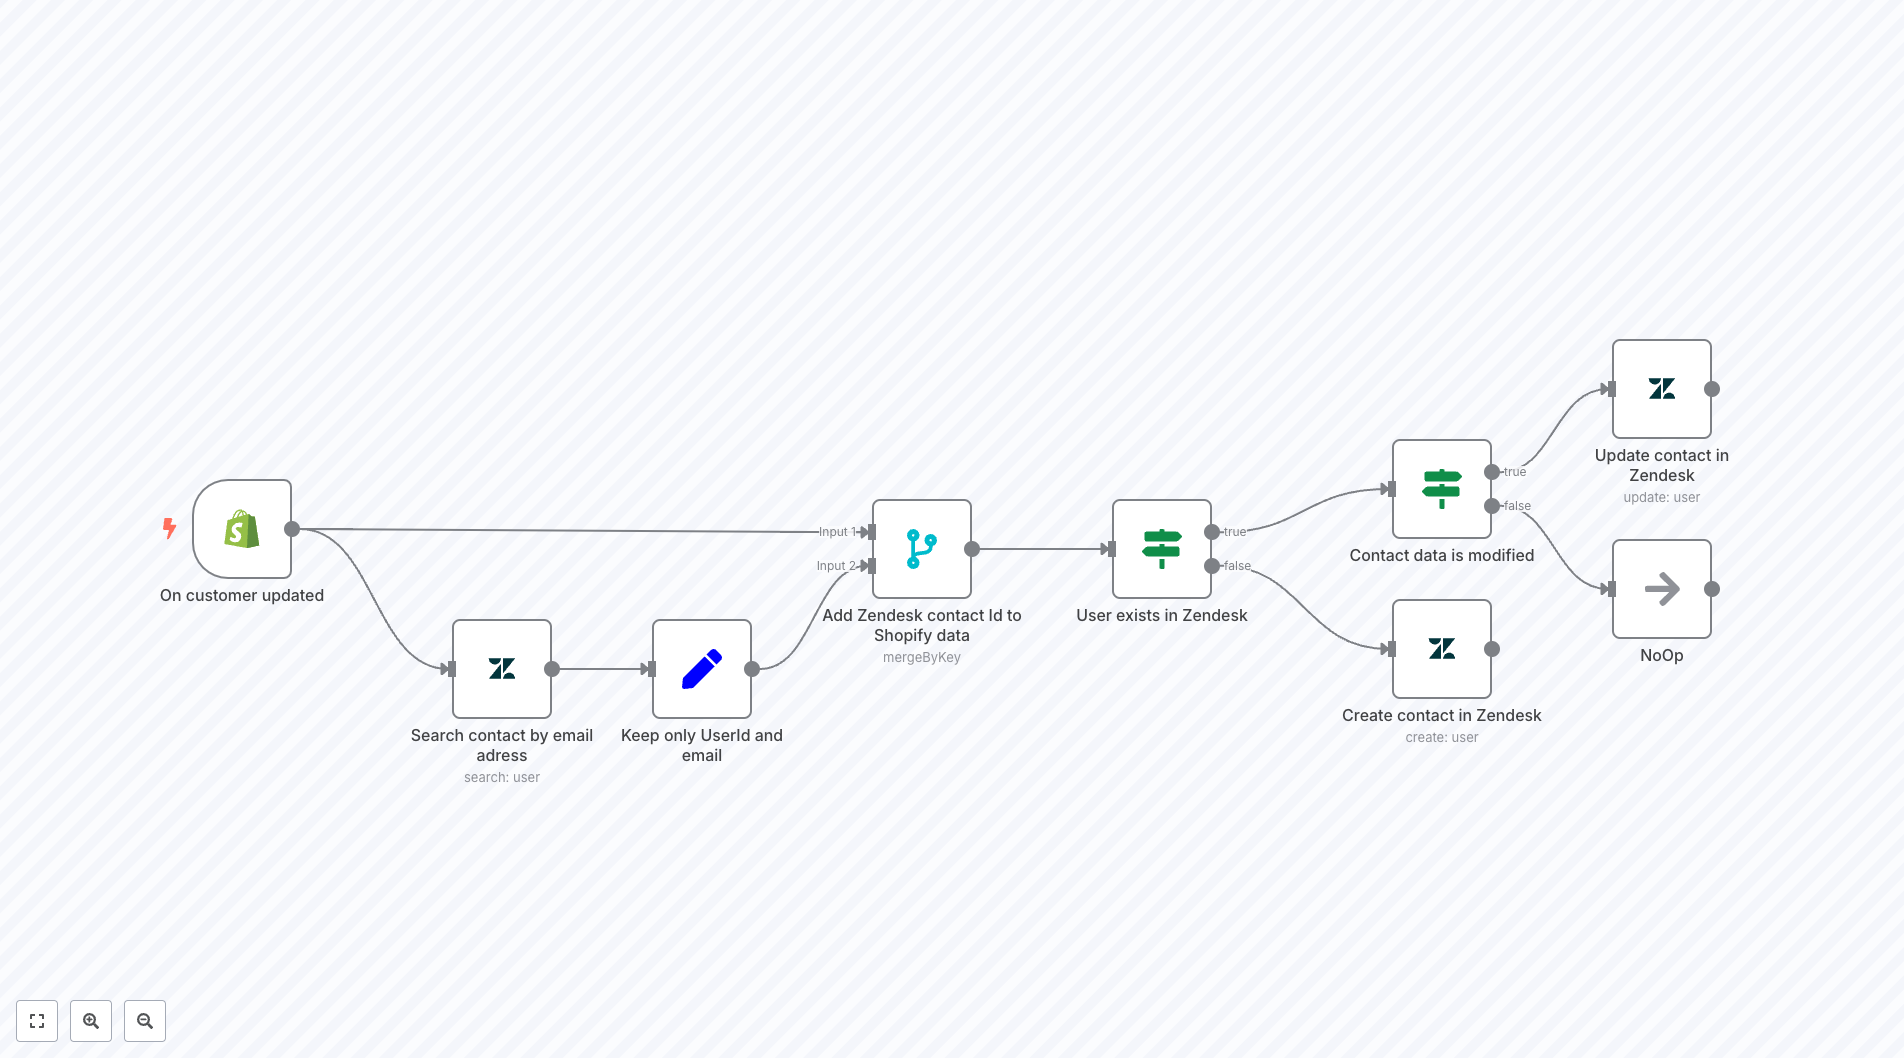 On customer updated
Search contact by email
adress
search: user
Keep only UserId and
email
Input 1
Input 2
Add Zendesk contact Id to
Shopify data
mergeByKey
User exists in Zendesk
true
false
Contact data is modified
true
false
Create contact in Zendesk
create: user
Update contact in
Zendesk
update: user
NoOp